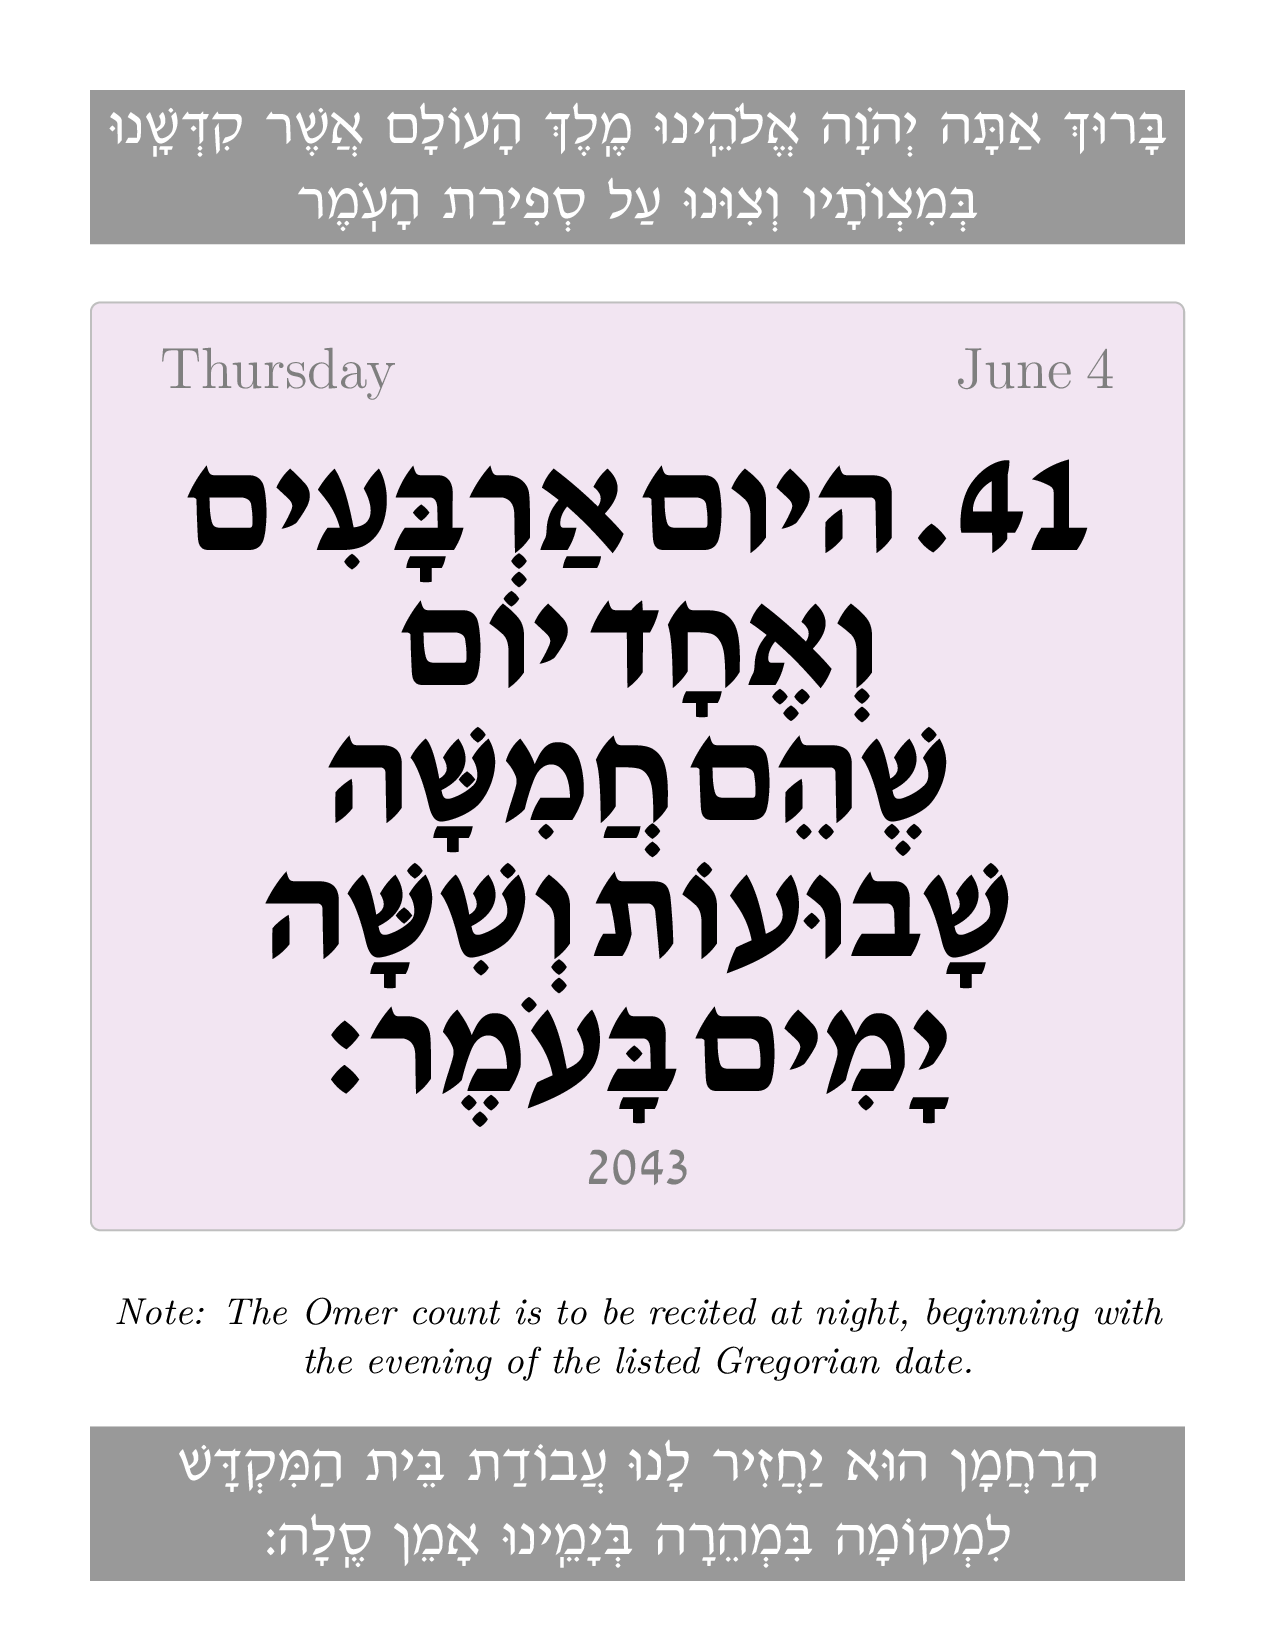 בָּרוּךְ אַתָּה יְהֹוָה אֱלֹהֵֽינוּ מֶֽלֶךְ הָעוֹלָם אֲשֶׁר קִדְּשָֽׁנוּ
בְּמִצְוֹתָיו וְצִוּנוּ עַל סְפִירַת הָעֹֽמֶר
Thursday June 4
41. היום אַרְבָּעִים
וְאֶחָד יוֹם
שֶׁהֵם חֲמִשָּׁה
שָׁבוּעוֹת וְשִׁשָּׁה
יָמִים בָּעֹמֶר:
2043
Note: The Omer count is to be recited at night, beginning with
the evening of the listed Gregorian date.
הָרַחֲמָן הוּא יַחֲזִיר לָנוּ עֲבוֹדַת בֵּית הַמִּקְדָּשׁ
לִמְקוֹמָהּ בִּמְהֵרָה בְּיָמֵֽינוּ אָמֵן סֶֽלָה: